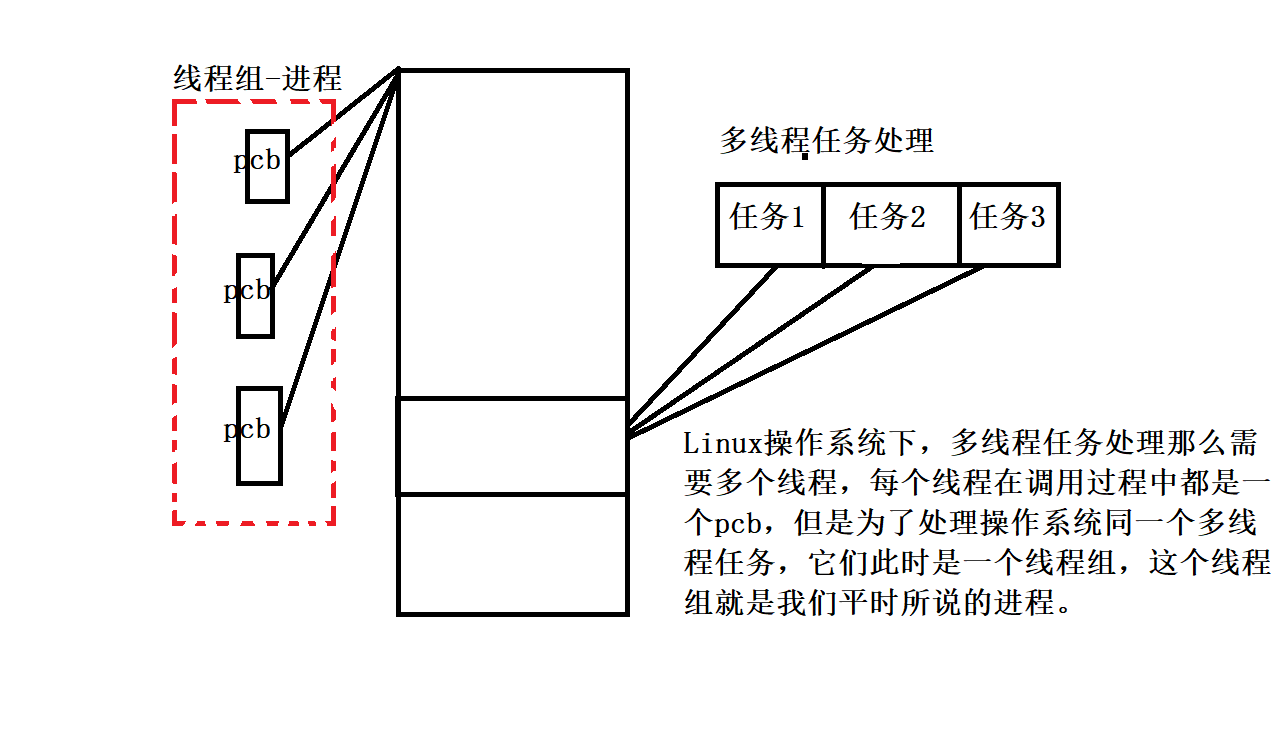 线程组-进程
pcb
pcb
pcb
多线程任务处理
任务1 任务2 任务3
Linux操作系统下，多线程任务处理那么需
要多个线程，每个线程在调用过程中都是一
个pcb，但是为了处理操作系统同一个多线
程任务，它们此时是一个线程组，这个线程
组就是我们平时所说的进程。